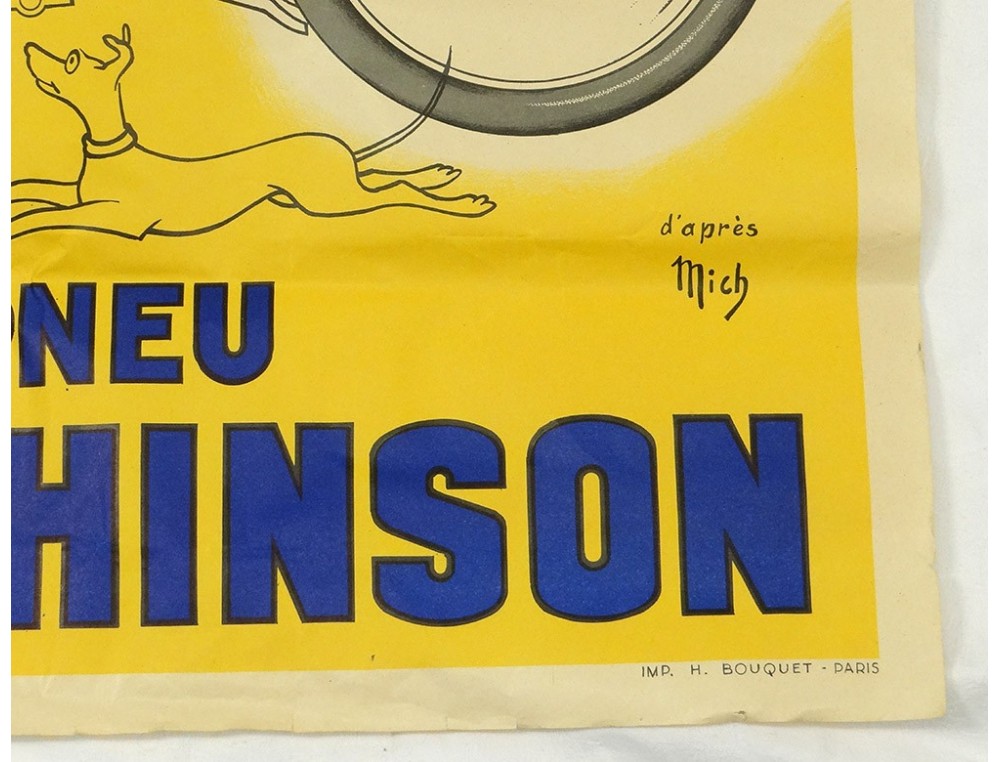 d'après
Mich
PNEU
HINSON
IMP. H. BOUQUET - PARIS